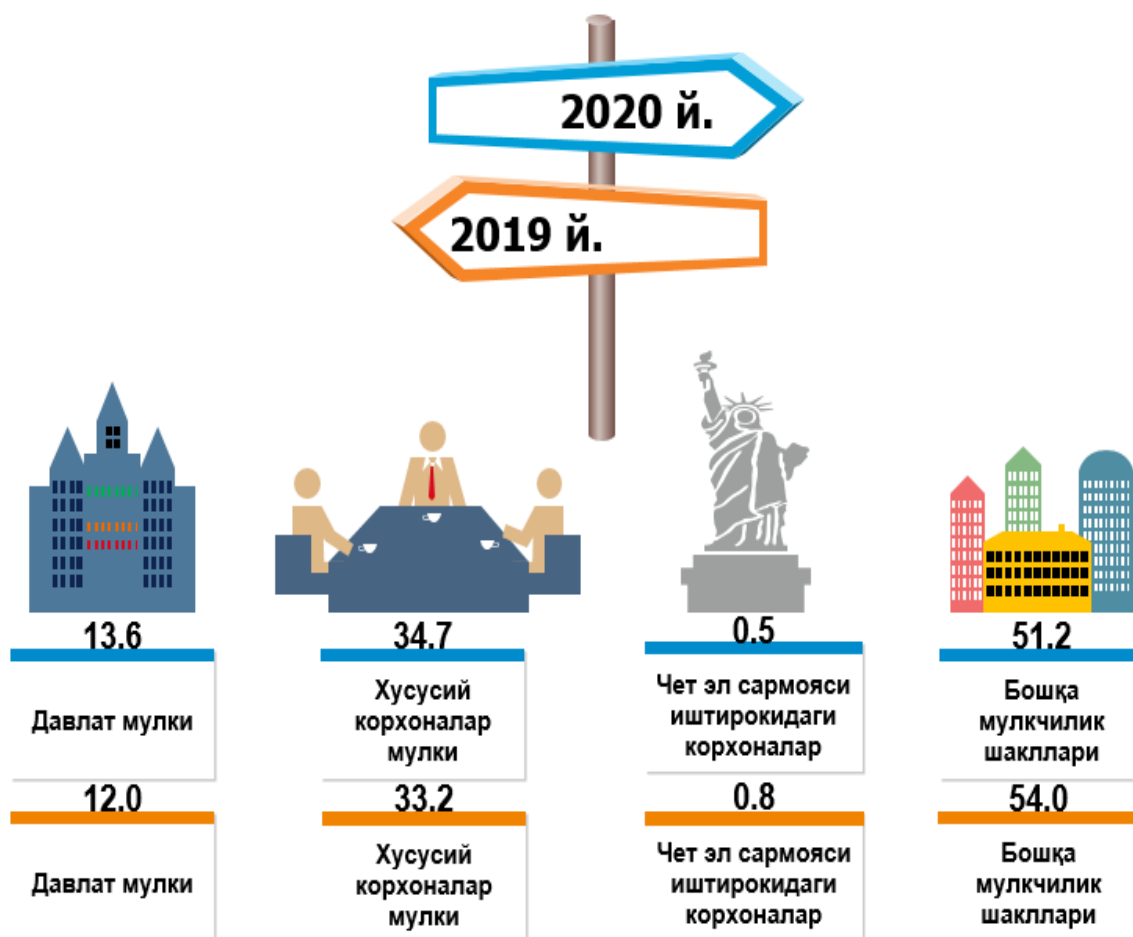 2020 й.
2019 й.
13.6
Давлат мулки
34.7
Хусусий
корхоналар
мулки
0.5
Чет эл сармояси
иштирокидаги
корхоналар
51.2
Бошқа
мулкчилик
шакллари
12.0
Давлат мулки
33.2
Хусусий
корхоналар
мулки
0.8
Чет эл сармояси
иштирокидаги
корхоналар
54.0
Бошқа
мулкчилик
шакллари